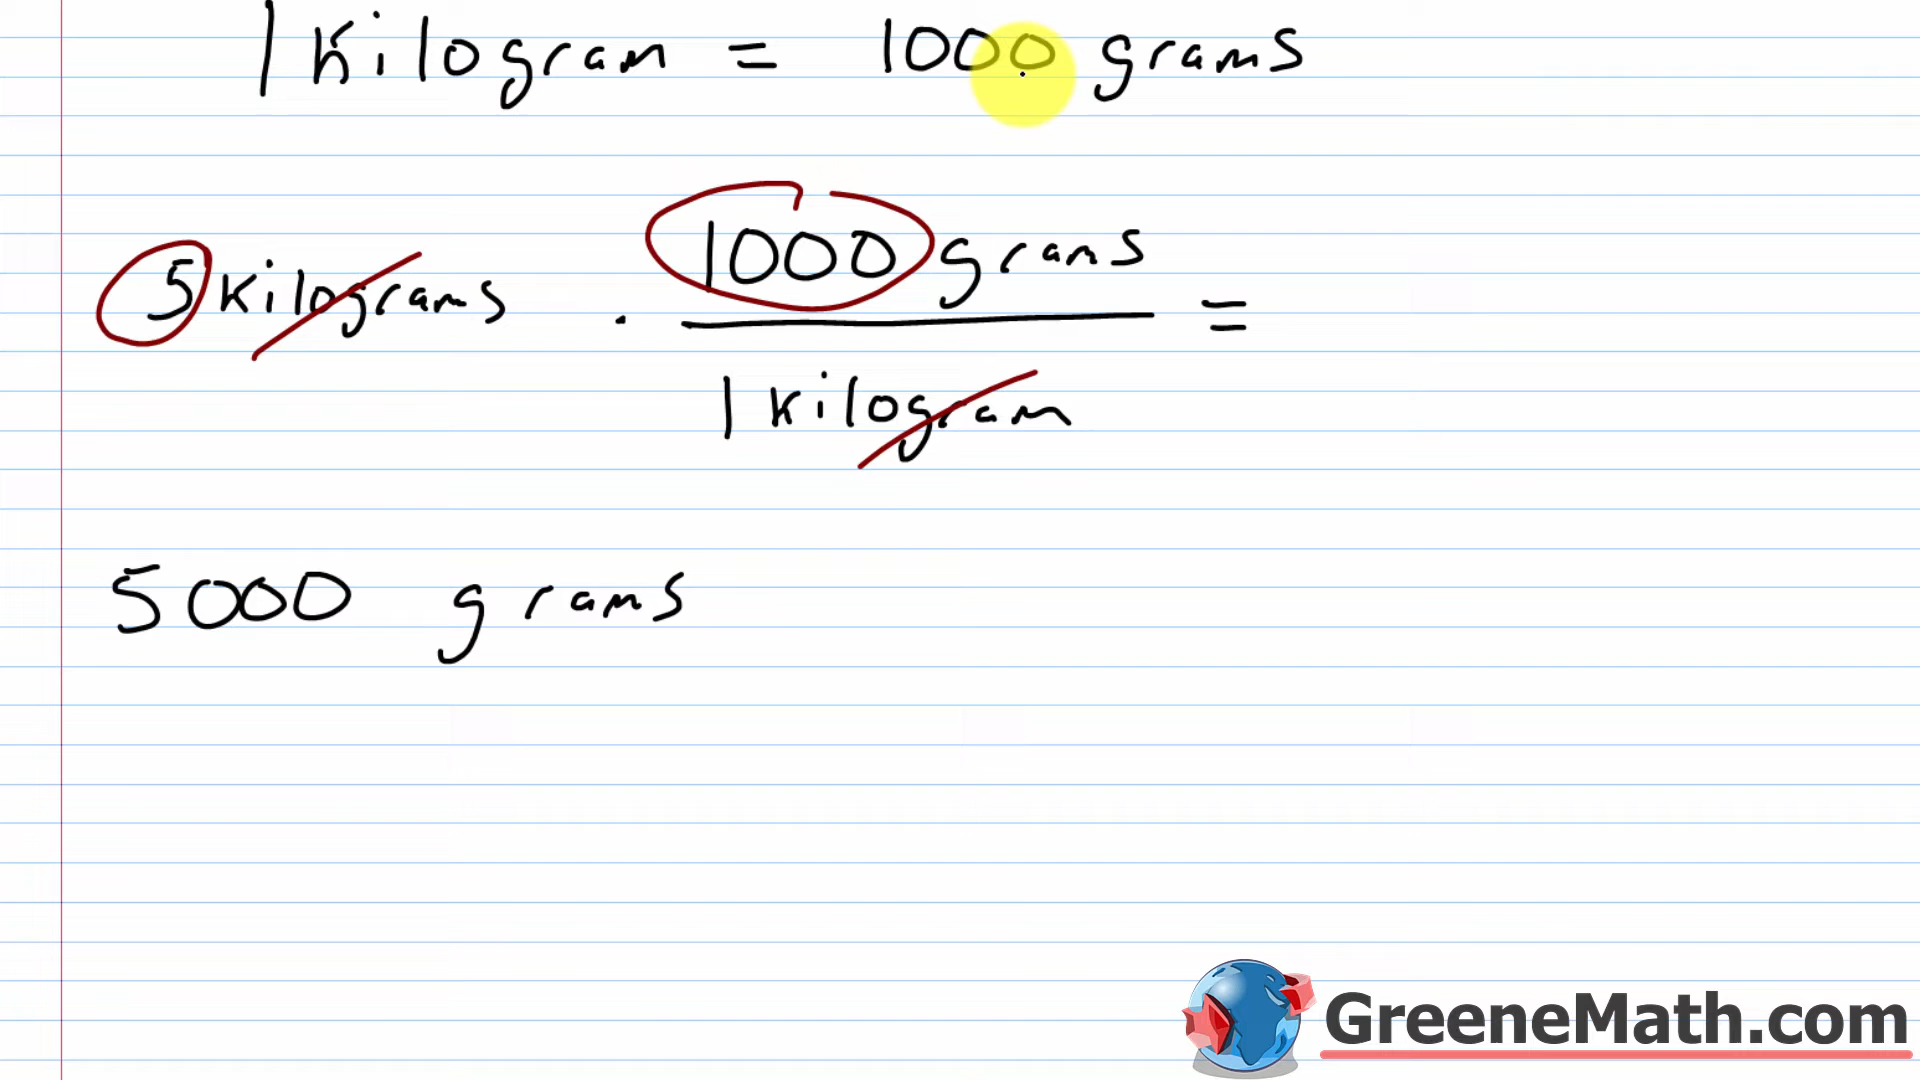 1 Kilogram = 1000 grams
5 kilograms · 1000 grams =
1 kilogram
5000 grams
GreeneMath.com